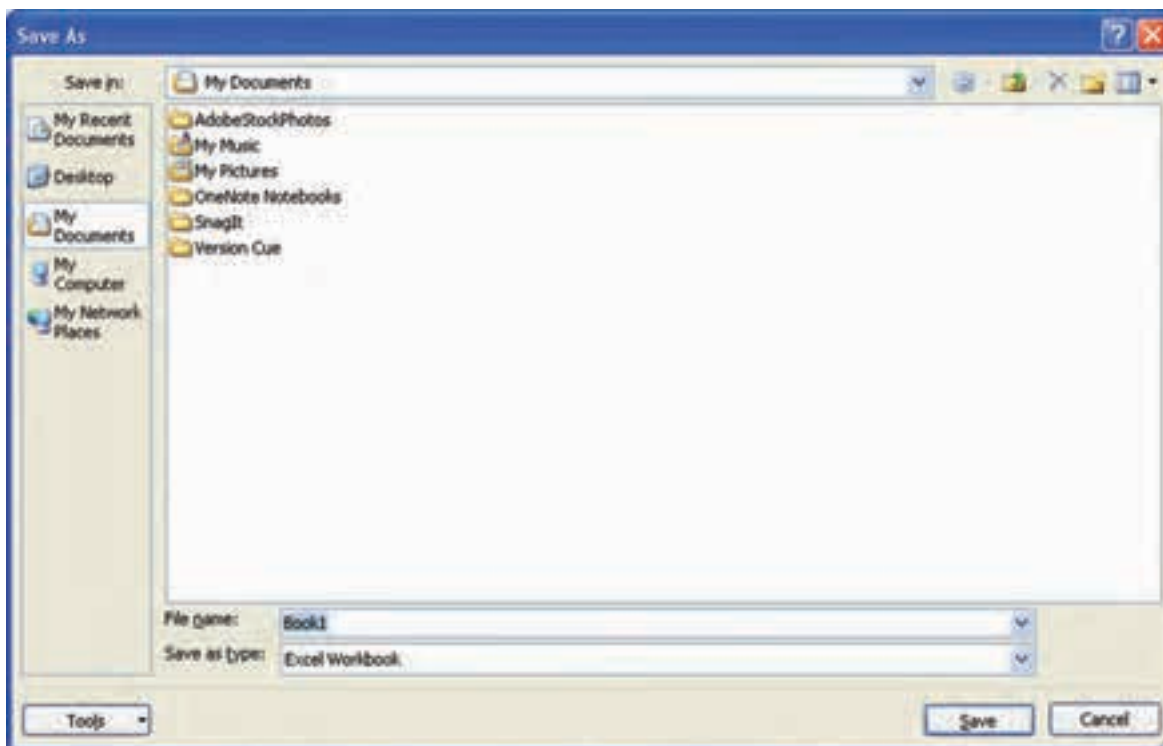 Save As
Save in:
My Documents
My Recent
Documents
Desktop
My
Documents
My
Computer
My Network
Places
AdobeStockPhotos
My Music
My Pictures
OneNote Notebooks
SnagIt
Version Cue
File name:
Book1
Save as type:
Excel Workbook
Tools
Save
Cancel